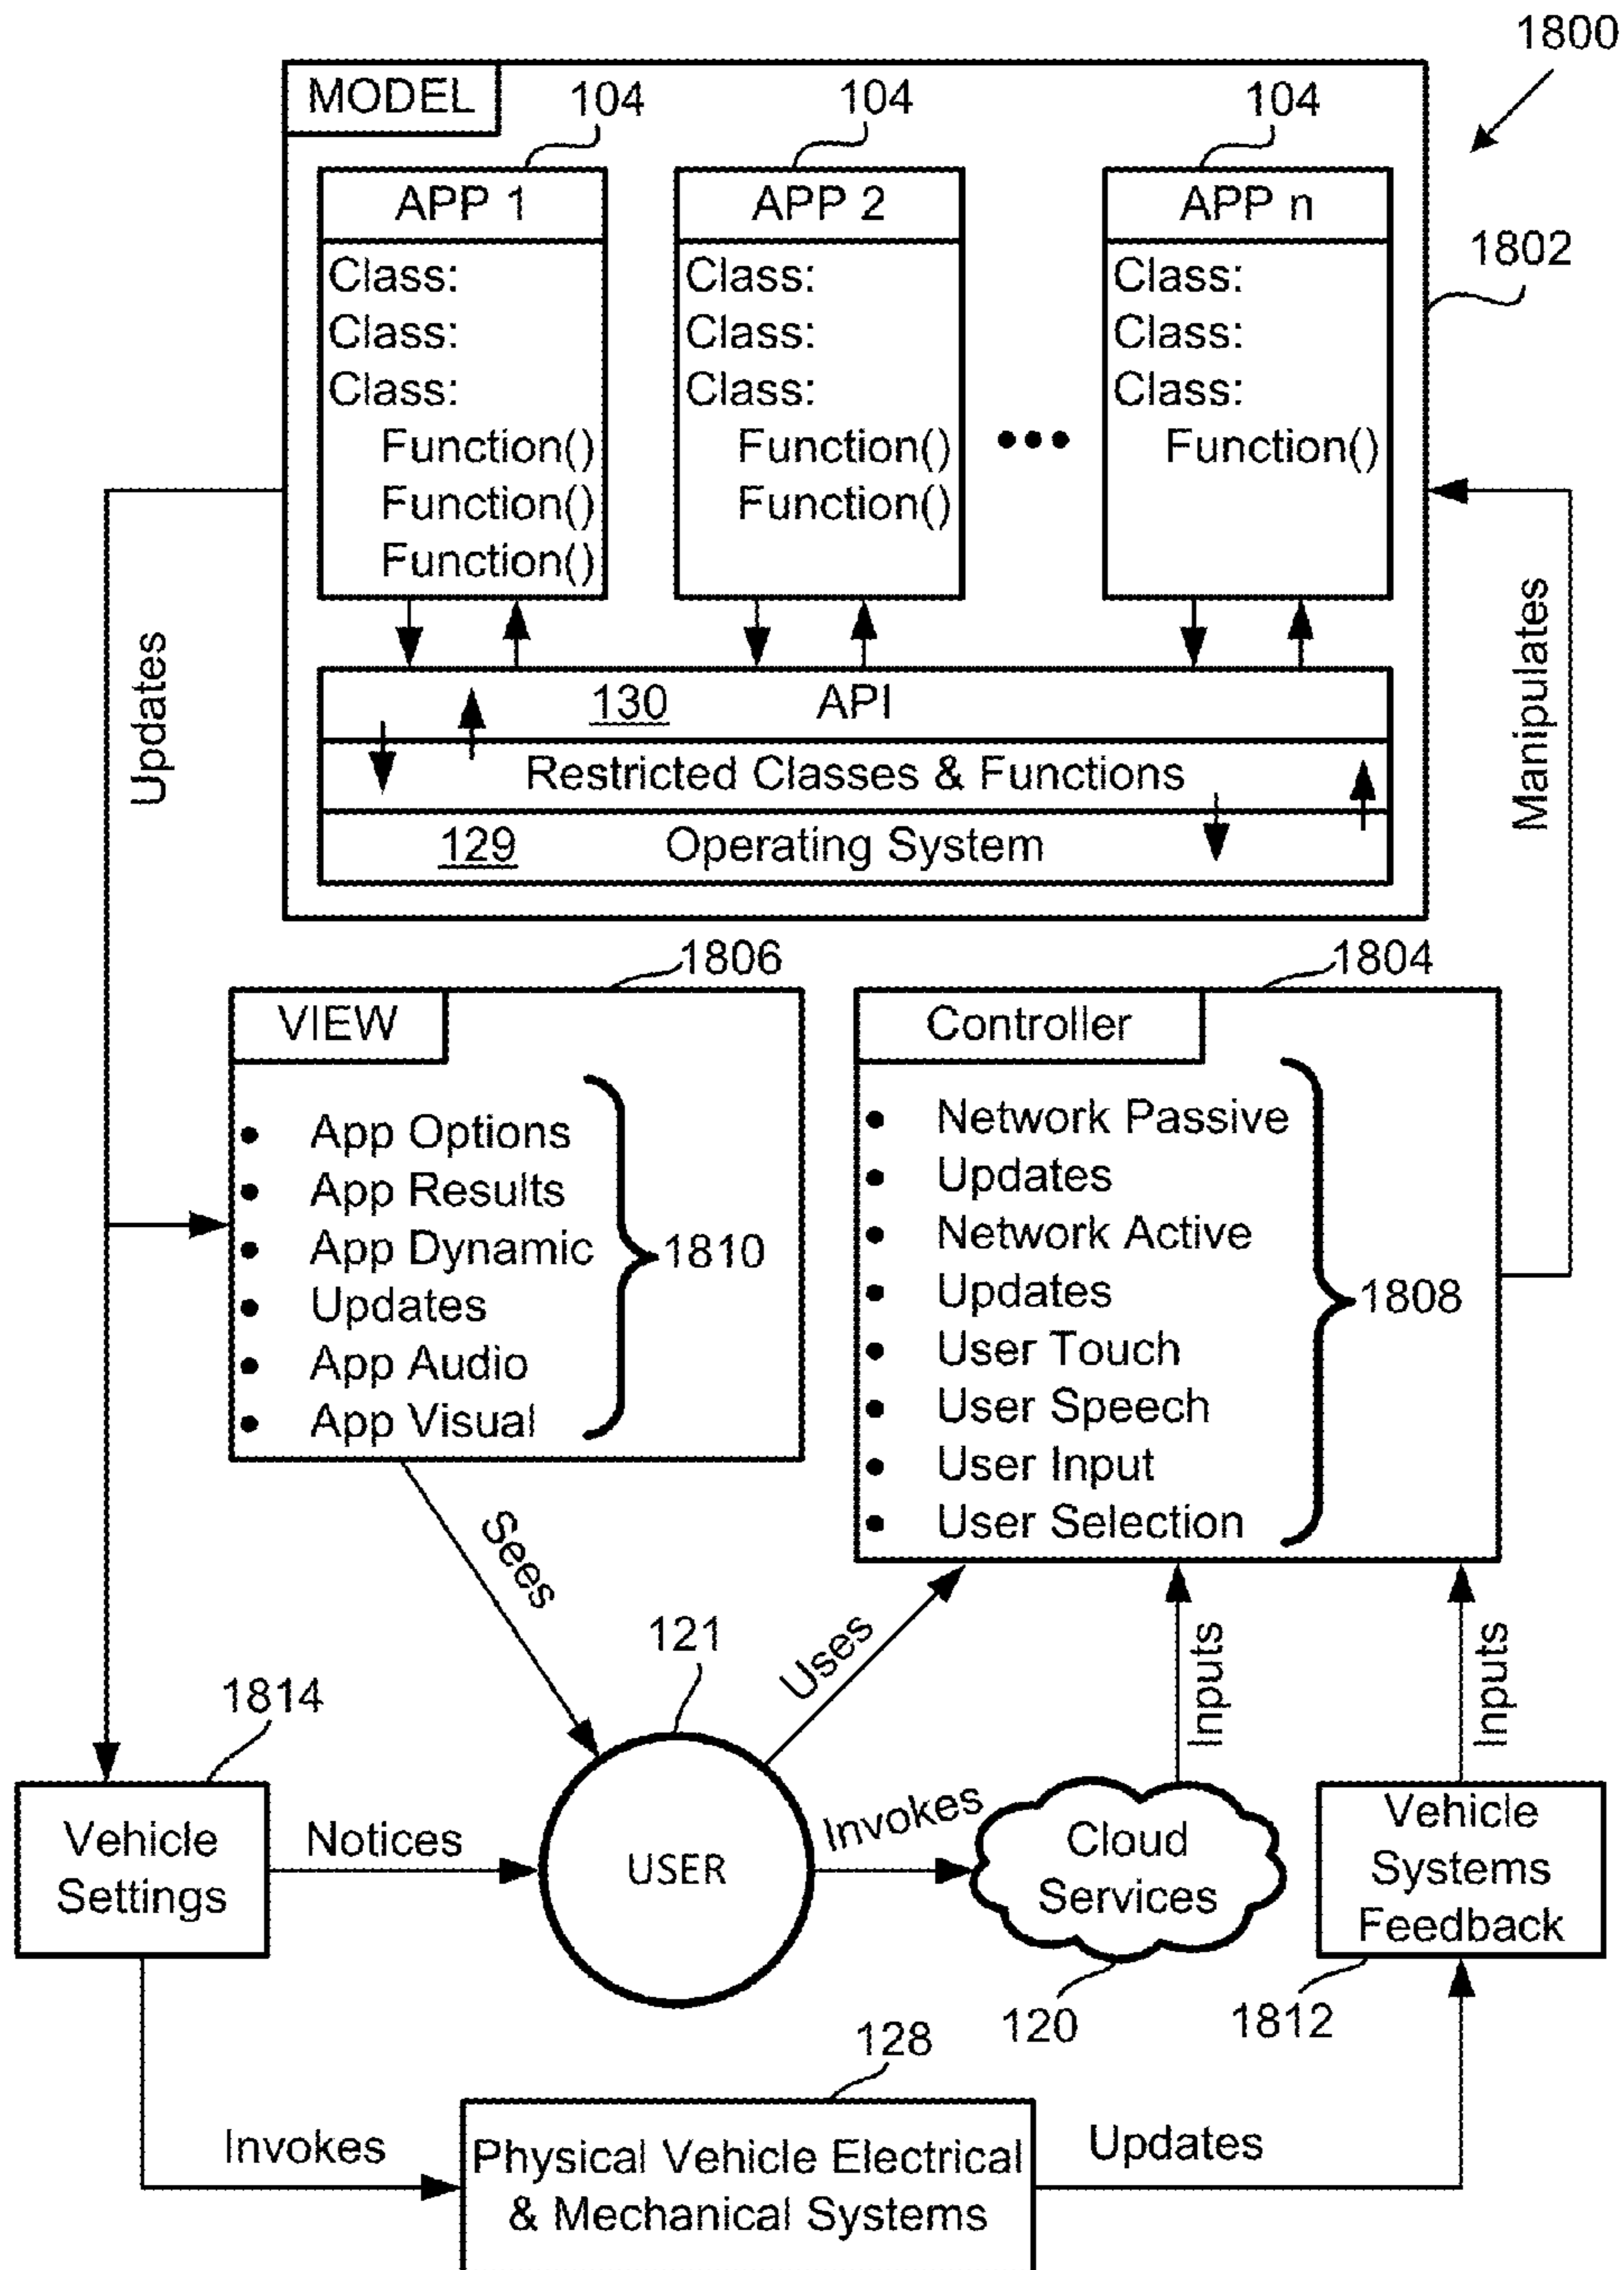 1800
MODEL
104
104
104
1802
APP 1
Class:
Class:
Class:
Function()
Function()
Function()
APP 2
Class:
Class:
Class:
Function()
Function()
•••
APP n
Class:
Class:
Class:
Function()
130 API
Restricted Classes & Functions
129 Operating System
Updates
Manipulates
1806
VIEW
• App Options
• App Results
• App Dynamic
• Updates
• App Audio
• App Visual
1810
1804
Controller
• Network Passive
• Updates
• Network Active
• Updates
• User Touch
• User Speech
• User Input
• User Selection
1808
Sees
Uses
Inputs
Inputs
121
1814
Vehicle
Settings
Notices
USER
Invokes
Cloud
Services
120
Vehicle
Systems
Feedback
1812
128
Invokes
Physical Vehicle Electrical
& Mechanical Systems
Updates